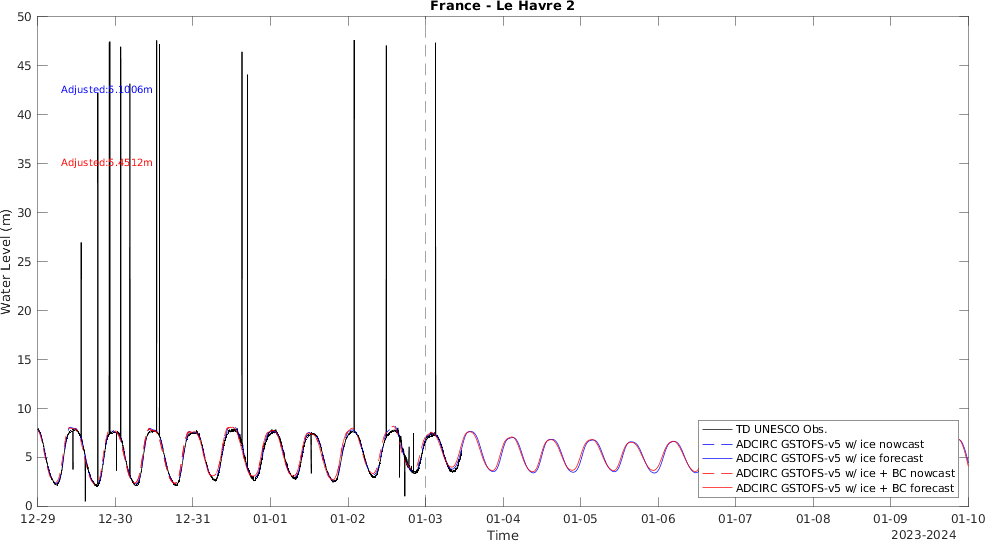 France - Le Havre 2
Water Level (m)
50
45
40
35
30
25
20
15
10
5
0
Adjusted:5.1006m
Adjusted:5.4512m
TD UNESCO Obs.
ADCIRC GSTOFS-v5 w/ ice nowcast
ADCIRC GSTOFS-v5 w/ ice forecast
ADCIRC GSTOFS-v5 w/ ice + BC nowcast
ADCIRC GSTOFS-v5 w/ ice + BC forecast
12-29 12-30 12-31 01-01 01-02 01-03 01-04 01-05 01-06 01-07 01-08 01-09 01-10
Time
2023-2024